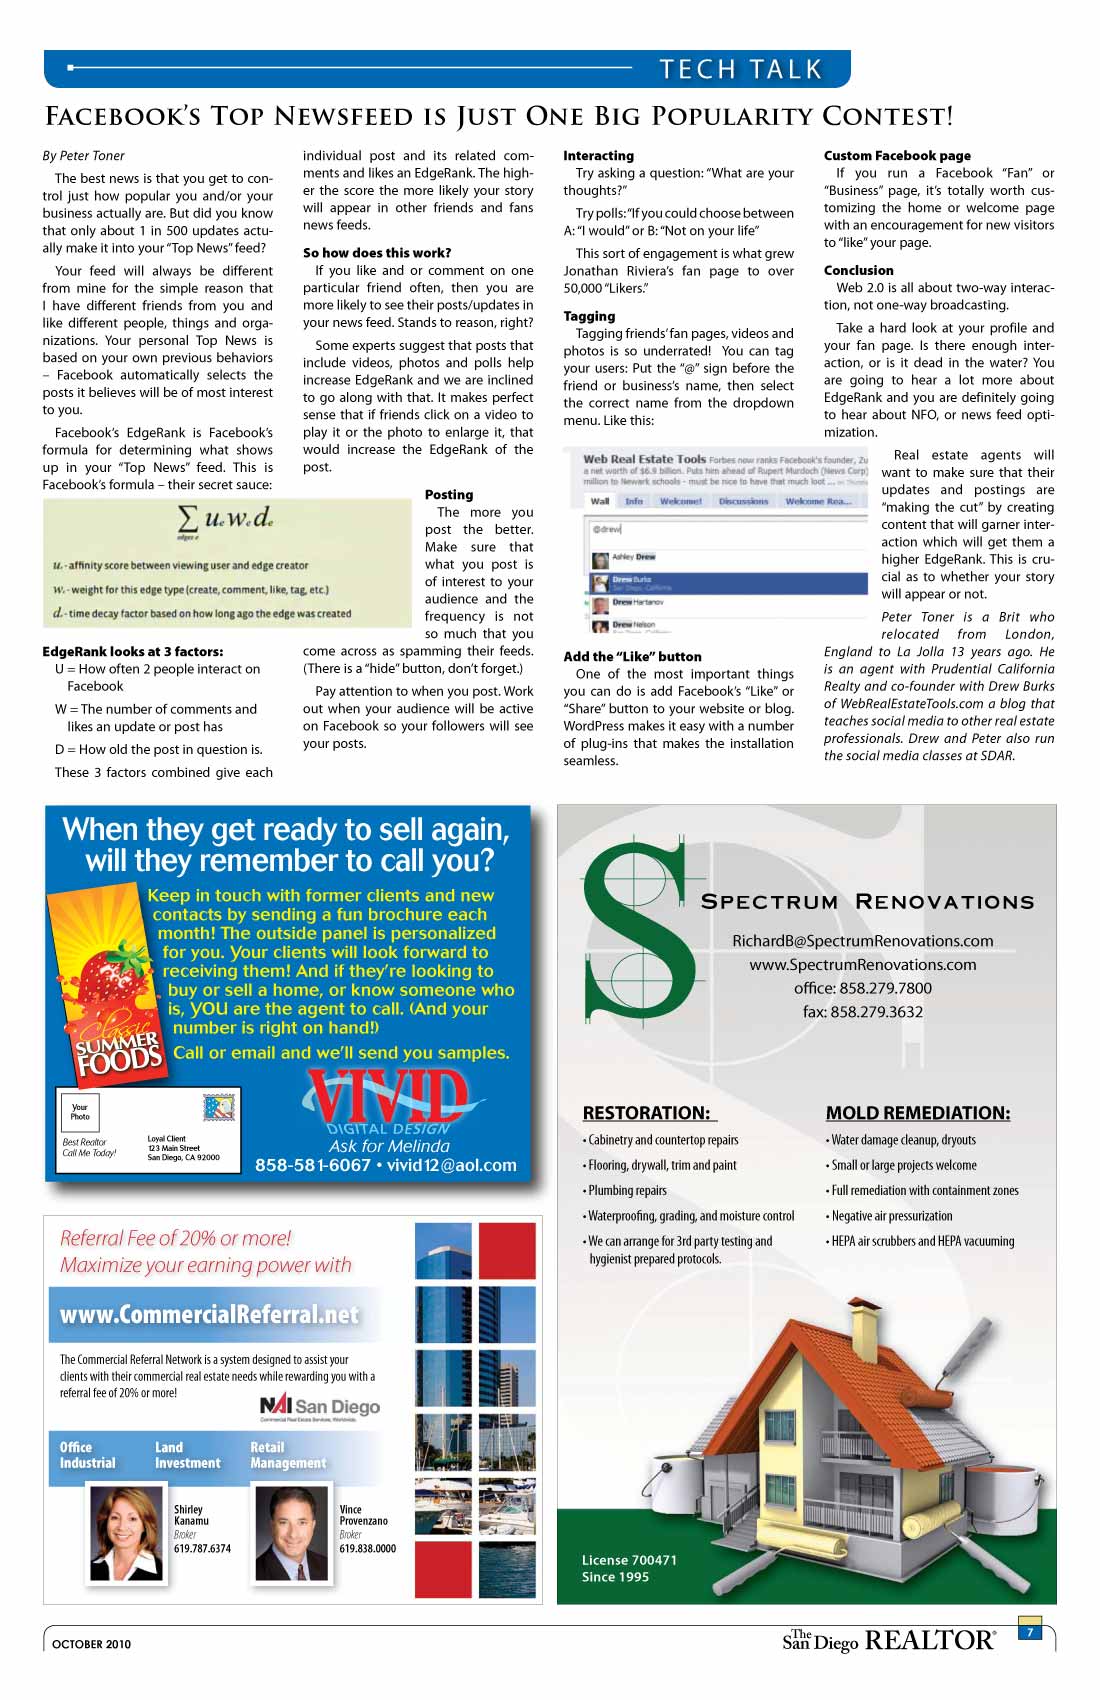 TECH TALK
Facebook's Top Newsfeed is Just One Big Popularity Contest!
By Peter Toner
The best news is that you get to con-
trol just how popular you and/or your
business actually are. But did you know
that only about 1 in 500 updates actu-
ally make it into your "Top News" feed?
Your feed will always be different
from mine for the simple reason that
I have different friends from you and
like different people, things and orga-
nizations. Your personal Top News is
based on your own previous behaviors
– Facebook automatically selects the
posts it believes will be of most interest
to you.
Facebook's EdgeRank is Facebook's
formula for determining what shows
up in your "Top News" feed. This is
Facebook's formula – their secret sauce:
∑ ue we de
edges e
ue - affinity score between viewing user and edge creator
we - weight for this edge type (create, comment, like, tag, etc.)
de - time decay factor based on how long ago the edge was created
EdgeRank looks at 3 factors:
U = How often 2 people interact on
Facebook
W = The number of comments and
likes an update or post has
D = How old the post in question is.
These 3 factors combined give each
individual post and its related com-
ments and likes an EdgeRank. The high-
er the score the more likely your story
will appear in other friends and fans
news feeds.
So how does this work?
If you like and or comment on one
particular friend often, then you are
more likely to see their posts/updates in
your news feed. Stands to reason, right?
Some experts suggest that posts that
include videos, photos and polls help
increase EdgeRank and we are inclined
to go along with that. It makes perfect
sense that if friends click on a video to
play it or the photo to enlarge it, that
would increase the EdgeRank of the
post.
Posting
The more you
post the better.
Make sure that
what you post is
of interest to your
audience and the
frequency is not
so much that you
come across as spamming their feeds.
(There is a "hide" button, don't forget.)
Pay attention to when you post. Work
out when your audience will be active
on Facebook so your followers will see
your posts.
Interacting
Try asking a question: "What are your
thoughts?"
Try polls: "If you could choose between
A: "I would" or B: "Not on your life"
This sort of engagement is what grew
Jonathan Riviera's fan page to over
50,000 "Likers."
Tagging
Tagging friends' fan pages, videos and
photos is so underrated! You can tag
your users: Put the "@" sign before the
friend or business's name, then select
the correct name from the dropdown
menu. Like this:
Web Real Estate Tools Forbes now ranks Facebook's founder, Zu
a net worth of $6.9 billion. Puts him ahead of Rupert Murdoch (News Corp)
million to Newark schools - must be nice to have that much loot ...
Wall Info Welcome! Discussions Welcome Rea...
@drew
Ashley Drew
Drew Burks
San Diego, California
Drew Hartanov
Drew Nelson
San Diego, California
Add the "Like" button
One of the most important things
you can do is add Facebook's "Like" or
"Share" button to your website or blog.
WordPress makes it easy with a number
of plug-ins that makes the installation
seamless.
Custom Facebook page
If you run a Facebook "Fan" or
"Business" page, it's totally worth cus-
tomizing the home or welcome page
with an encouragement for new visitors
to "like" your page.
Conclusion
Web 2.0 is all about two-way interac-
tion, not one-way broadcasting.
Take a hard look at your profile and
your fan page. Is there enough inter-
action, or is it dead in the water? You
are going to hear a lot more about
EdgeRank and you are definitely going
to hear about NFO, or news feed opti-
mization.
Real estate agents will
want to make sure that their
updates and postings are
"making the cut" by creating
content that will garner inter-
action which will get them a
higher EdgeRank. This is cru-
cial as to whether your story
will appear or not.
Peter Toner is a Brit who
relocated from London,
England to La Jolla 13 years ago. He
is an agent with Prudential California
Realty and co-founder with Drew Burks
of WebRealEstateTools.com a blog that
teaches social media to other real estate
professionals. Drew and Peter also run
the social media classes at SDAR.
When they get ready to sell again,
will they remember to call you?
Keep in touch with former clients and new
contacts by sending a fun brochure each
month! The outside panel is personalized
for you. Your clients will look forward to
receiving them! And if they're looking to
buy or sell a home, or know someone who
is, YOU are the agent to call. (And your
number is right on hand!)
Call or email and we'll send you samples.
Classic
SUMMER
FOODS
Your
Photo
Best Realtor
Call Me Today!
Loyal Client
123 Main Street
San Diego, CA 92000
VIVID
DIGITAL DESIGN
Ask for Melinda
858-581-6067 • vivid12@aol.com
Referral Fee of 20% or more!
Maximize your earning power with
www.CommercialReferral.net
The Commercial Referral Network is a system designed to assist your
clients with their commercial real estate needs while rewarding you with a
referral fee of 20% or more!
NAI San Diego
Commercial Real Estate Services, Worldwide.
Office Land Retail
Industrial Investment Management
Shirley
Kanamu
Broker
619.787.6374
Vince
Provenzano
Broker
619.838.0000
S
Spectrum Renovations
RichardB@SpectrumRenovations.com
www.SpectrumRenovations.com
office: 858.279.7800
fax: 858.279.3632
RESTORATION:
• Cabinetry and countertop repairs
• Flooring, drywall, trim and paint
• Plumbing repairs
• Waterproofing, grading, and moisture control
• We can arrange for 3rd party testing and
hygienist prepared protocols.
MOLD REMEDIATION:
• Water damage cleanup, dryouts
• Small or large projects welcome
• Full remediation with containment zones
• Negative air pressurization
• HEPA air scrubbers and HEPA vacuuming
License 700471
Since 1995
OCTOBER 2010
The San Diego REALTOR®
7